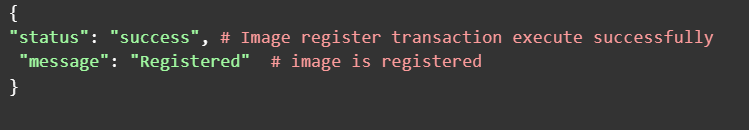 {
"status": "success", # Image register transaction execute successfully
"message": "Registered"  # image is registered
}